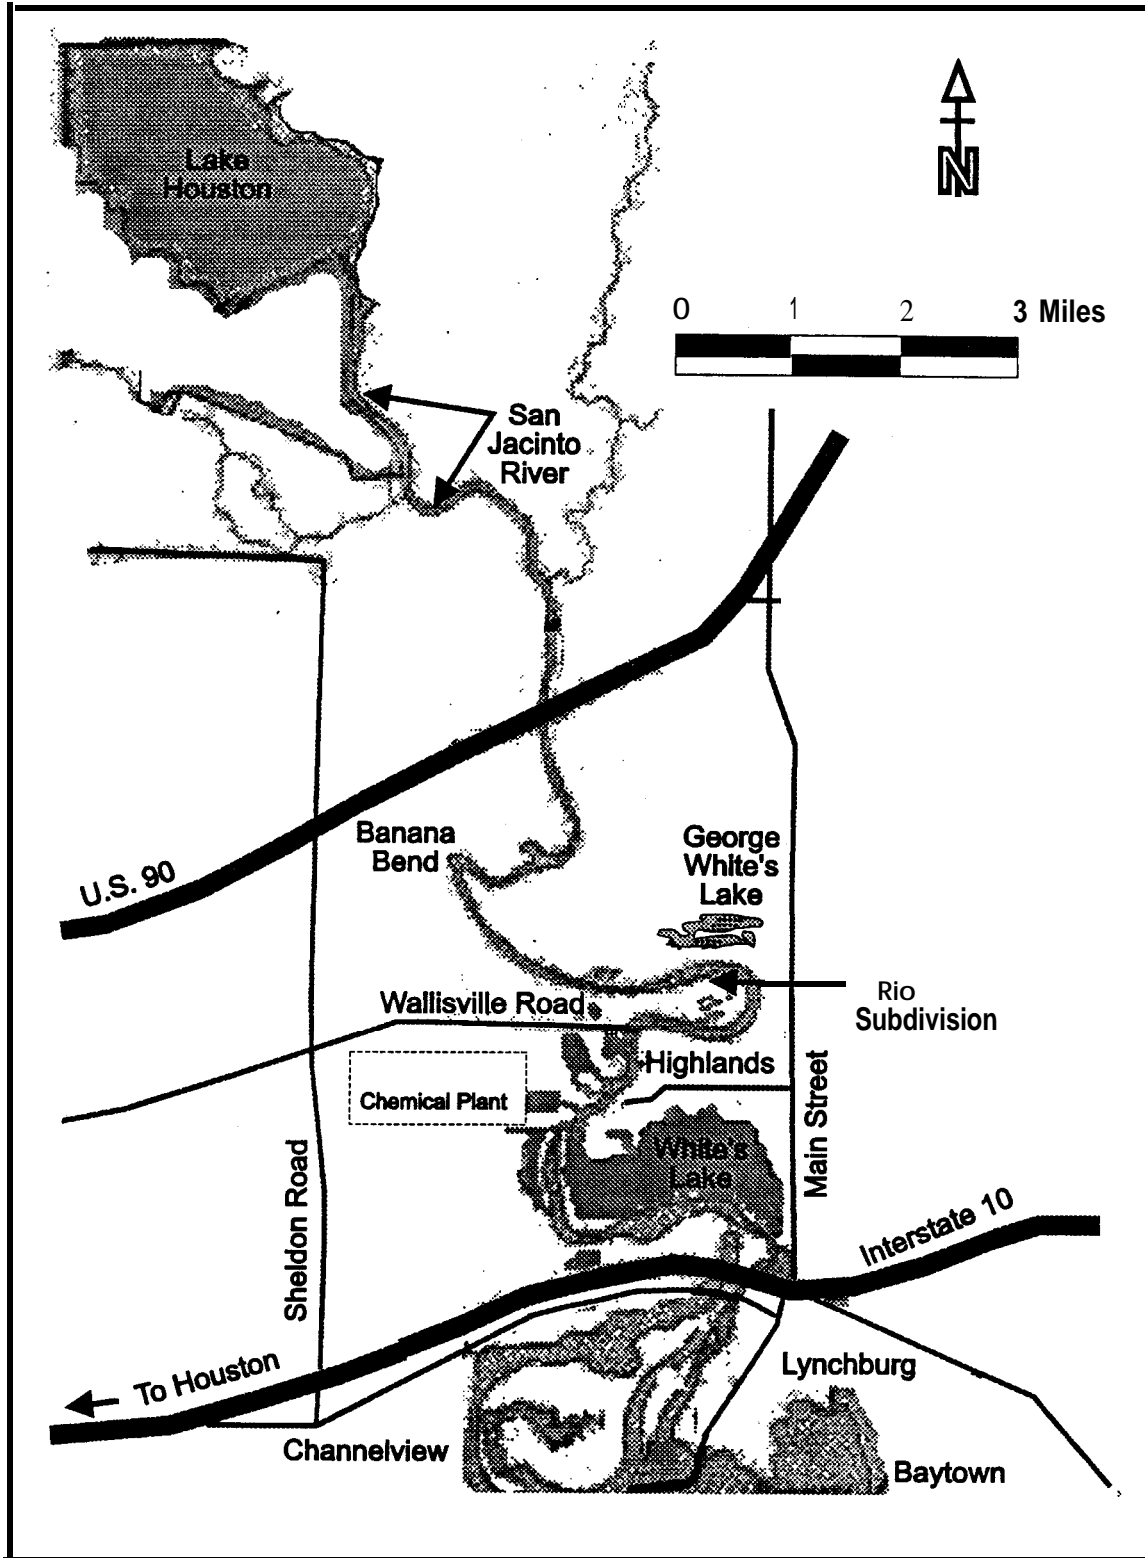 Lake
Houston
N
0 1 2 3 Miles
San
Jacinto
River
Banana
Bend
George
White's
Lake
U.S. 90
Wallisville Road
Rio
Subdivision
Highlands
Chemical Plant
White's
Lake
Main Street
Sheldon Road
Interstate 10
To Houston
Lynchburg
Channelview
Baytown